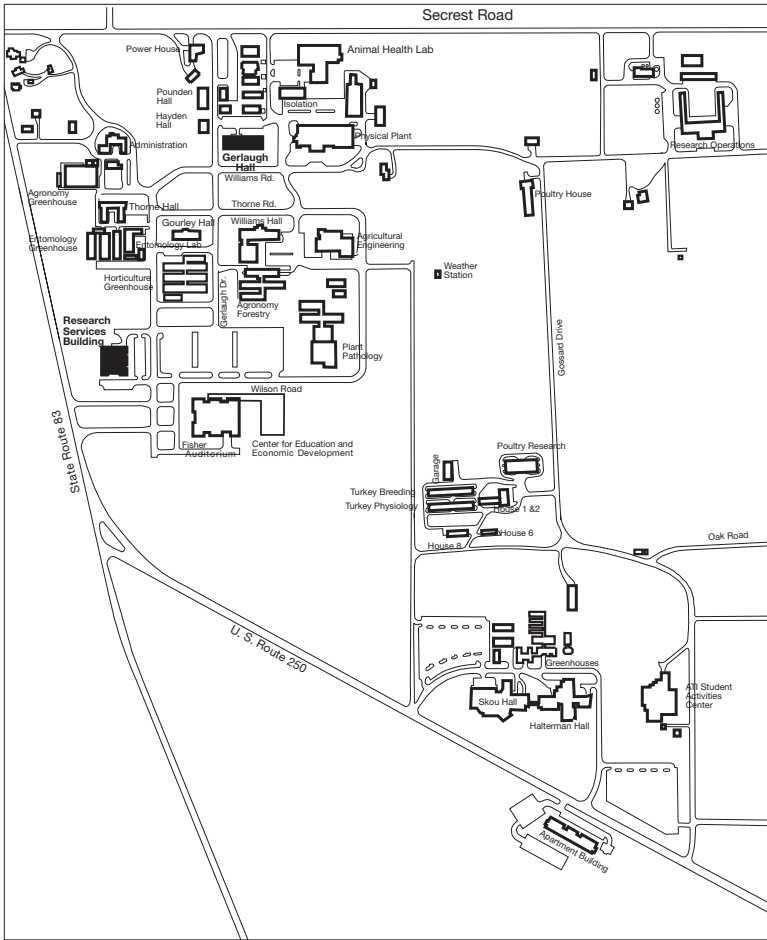 Secrest Road
Power House
Animal Health Lab
Pounden
Hall
Isolation
Hayden
Hall
Physical Plant
Administration
Research Operations
Gerlaugh
Hall
Williams Rd.
Agronomy
Greenhouse
Poultry House
Thorne Hall
Thorne Rd.
Gourley Hall
Williams Hall
Entomology
Greenhouse
Entomology Lab
Agricultural
Engineering
Horticulture
Greenhouse
Weather
Station
Gerlaugh Dr.
Agronomy
Forestry
Research
Services
Building
Plant
Pathology
Gossard Drive
Wilson Road
State Route 83
Fisher
Auditorium
Center for Education and
Economic Development
Poultry Research
Garage
Turkey Breeding
Turkey Physiology
House 1 &2
House 8
House 6
Oak Road
U. S. Route 250
Greenhouses
Skou Hall
Halterman Hall
ATI Student
Activities
Center
Apartment Building